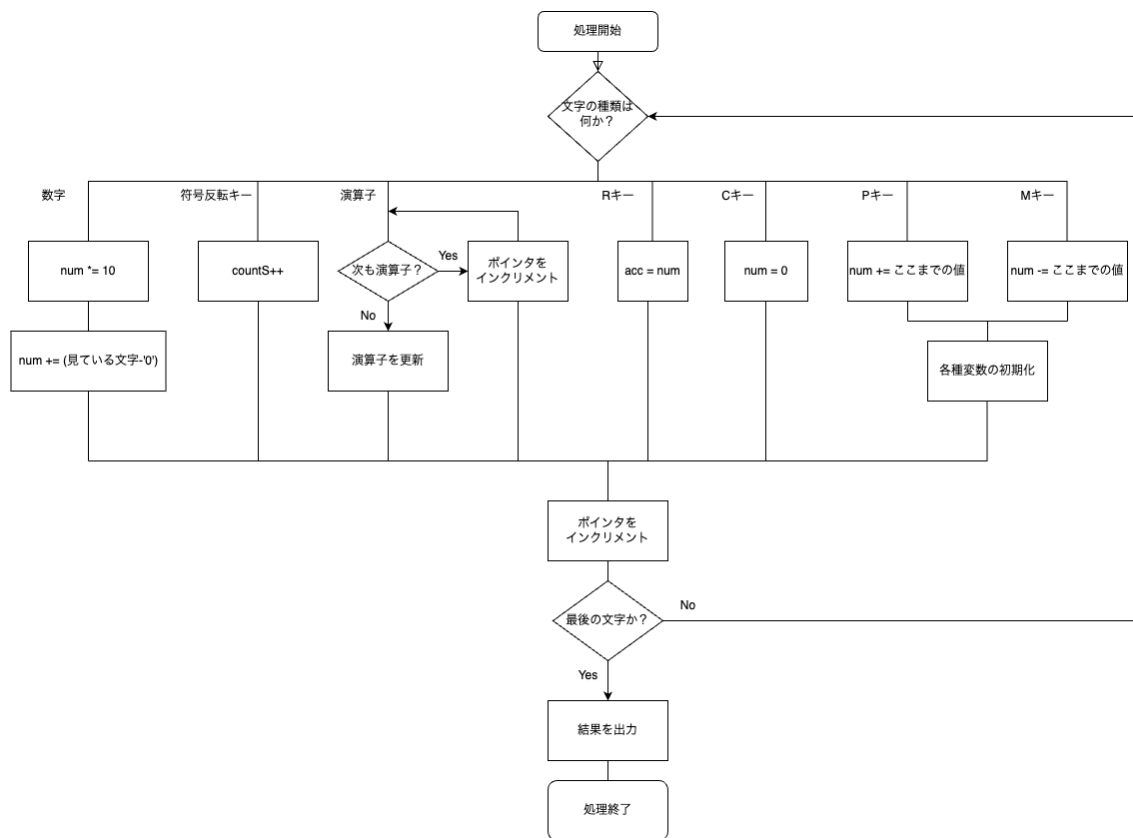 処理開始
文字の種類は
何か？
数字
符号反転キー
演算子
Rキー
Cキー
Pキー
Mキー
num *= 10
countS++
次も演算子？
Yes
ポインタを
インクリメント
acc = num
num = 0
num += ここまでの値
num -= ここまでの値
No
num += (見ている文字-'0')
演算子を更新
各種変数の初期化
ポインタを
インクリメント
最後の文字か？
No
Yes
結果を出力
処理終了